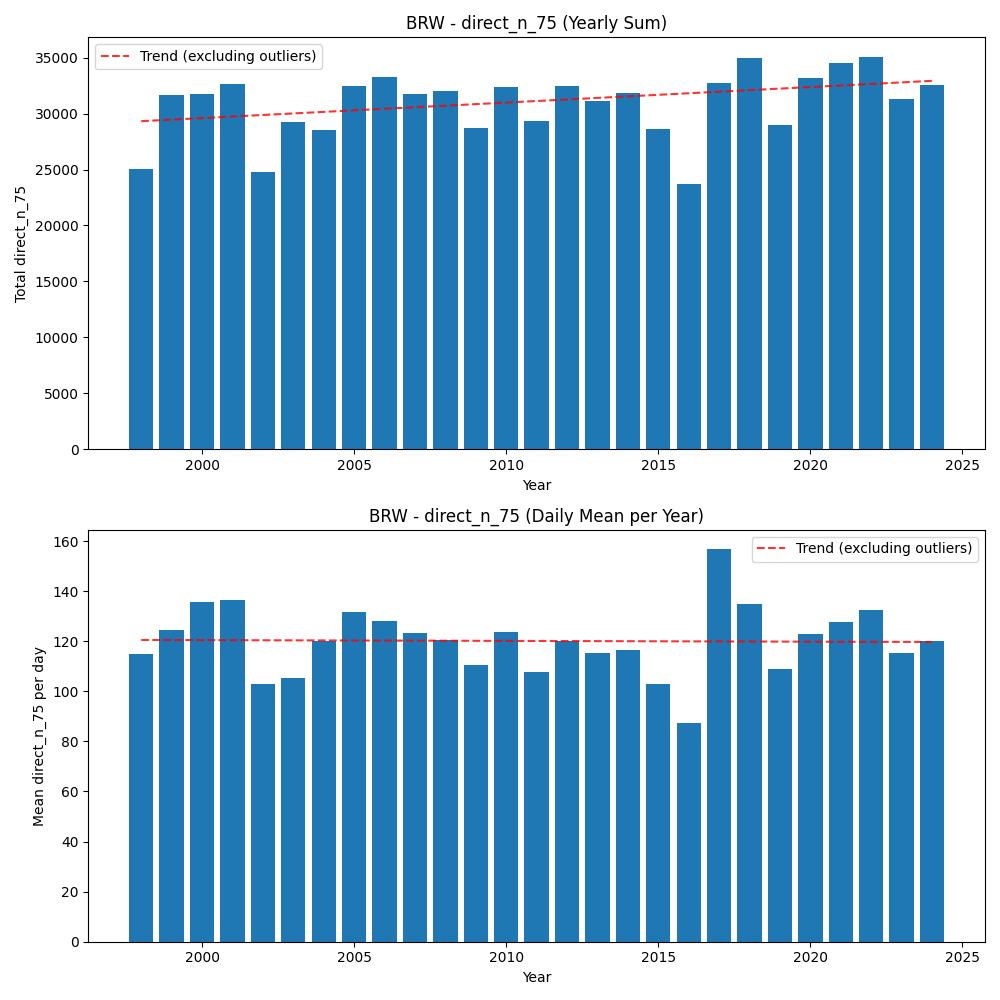 BRW - direct_n_75 (Yearly Sum)
Trend (excluding outliers)
35000
30000
25000
20000
15000
10000
5000
0
Total direct_n_75
2000 2005 2010 2015 2020 2025
Year
BRW - direct_n_75 (Daily Mean per Year)
Trend (excluding outliers)
160
140
120
100
80
60
40
20
0
Mean direct_n_75 per day
2000 2005 2010 2015 2020 2025
Year